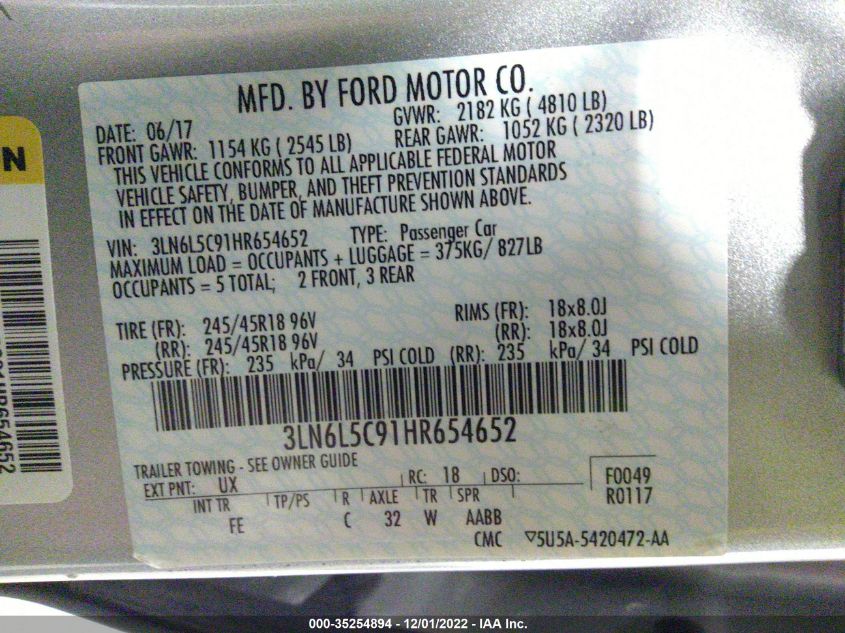 MFD. BY FORD MOTOR CO.
DATE: 06/17 GVWR: 2182 KG ( 4810 LB)
FRONT GAWR: 1154 KG ( 2545 LB) REAR GAWR: 1052 KG ( 2320 LB)
THIS VEHICLE CONFORMS TO ALL APPLICABLE FEDERAL MOTOR
VEHICLE SAFETY, BUMPER, AND THEFT PREVENTION STANDARDS
IN EFFECT ON THE DATE OF MANUFACTURE SHOWN ABOVE.
VIN: 3LN6L5C91HR654652 TYPE: Passenger Car
MAXIMUM LOAD = OCCUPANTS + LUGGAGE = 375KG/ 827LB
OCCUPANTS = 5 TOTAL; 2 FRONT, 3 REAR
TIRE (FR): 245/45R18 96V RIMS (FR): 18x8.0J
(RR): 245/45R18 96V (RR): 18x8.0J
PRESSURE (FR): 235 kPa/ 34 PSI COLD (RR): 235 kPa/ 34 PSI COLD
3LN6L5C91HR654652
TRAILER TOWING - SEE OWNER GUIDE
EXT PNT: UX RC: 18 DSO: F0049
INT TR TP/PS R AXLE TR SPR R0117
FE C 32 W AABB
CMC ▽5U5A-5420472-AA
N
HR654652
000-35254894 - 12/01/2022 - IAA Inc.